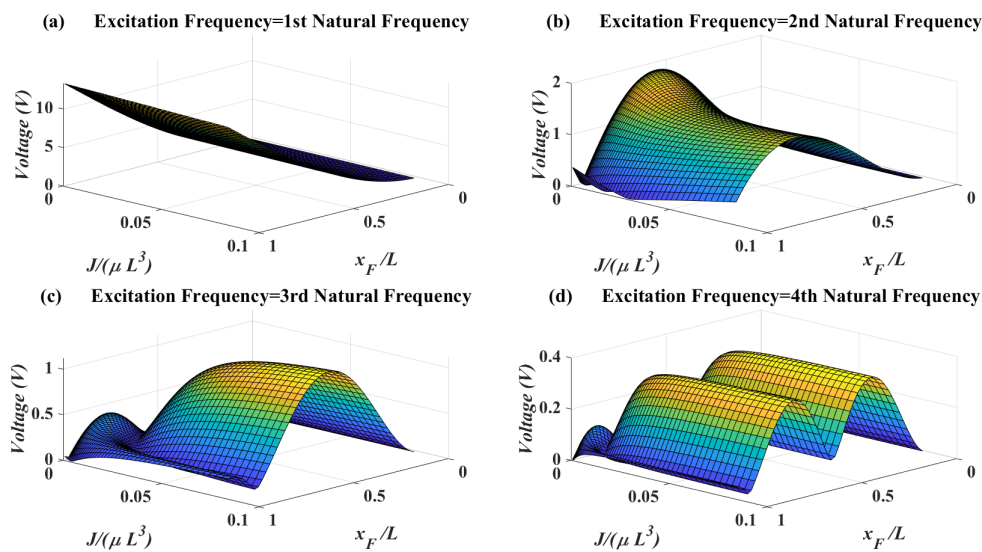 (a) Excitation Frequency=1st Natural Frequency
Voltage (V)
10
5
0
0
0.05
0.1
J/(μ L³)
1
0.5
0
x_F /L
(b) Excitation Frequency=2nd Natural Frequency
Voltage (V)
2
1
0
0
0.05
0.1
J/(μ L³)
1
0.5
0
x_F /L
(c) Excitation Frequency=3rd Natural Frequency
Voltage (V)
1
0.5
0
0
0.05
0.1
J/(μ L³)
1
0.5
0
x_F /L
(d) Excitation Frequency=4th Natural Frequency
Voltage (V)
0.4
0.2
0
0
0.05
0.1
J/(μ L³)
1
0.5
0
x_F /L